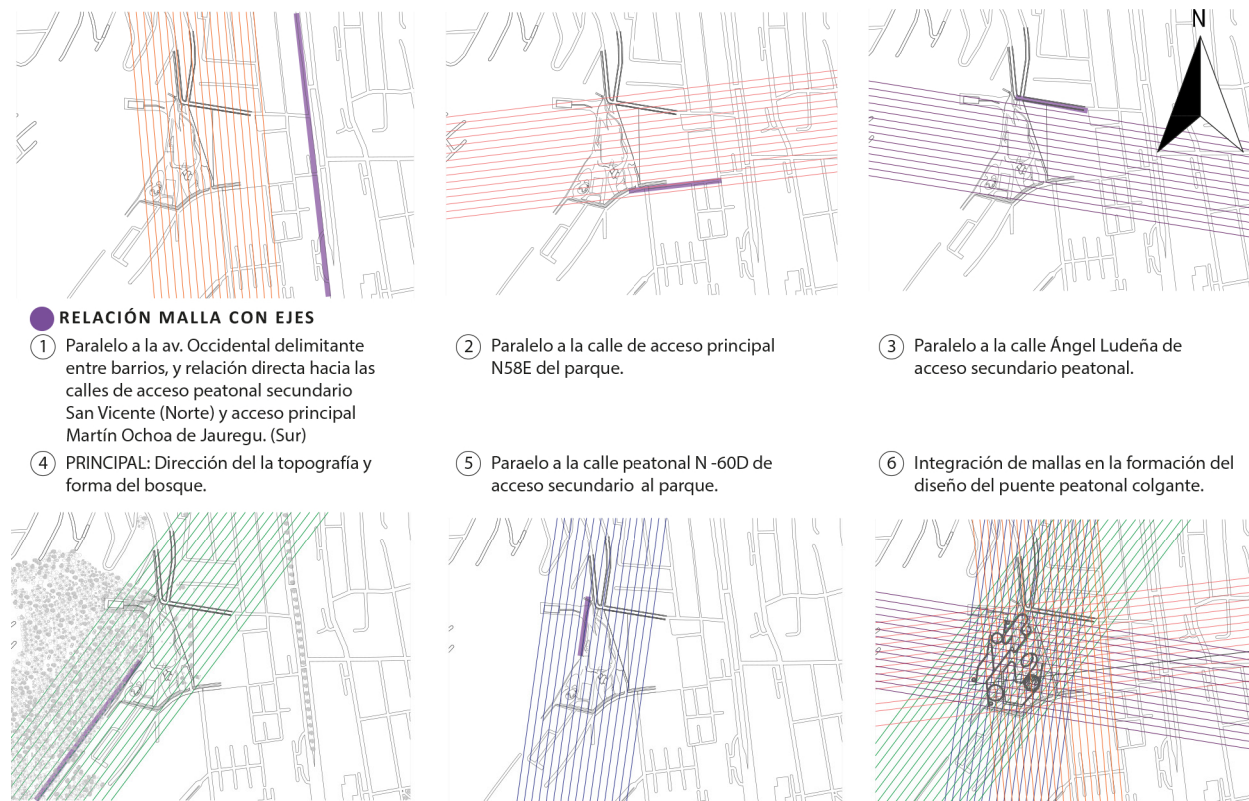 N
RELACIÓN MALLA CON EJES
1 Paralelo a la av. Occidental delimitante
entre barrios, y relación directa hacia las
calles de acceso peatonal secundario
San Vicente (Norte) y acceso principal
Martín Ochoa de Jauregu. (Sur)
2 Paralelo a la calle de acceso principal
N58E del parque.
3 Paralelo a la calle Ángel Ludeña de
acceso secundario peatonal.
4 PRINCIPAL: Dirección del la topografía y
forma del bosque.
5 Paraelo a la calle peatonal N -60D de
acceso secundario al parque.
6 Integración de mallas en la formación del
diseño del puente peatonal colgante.